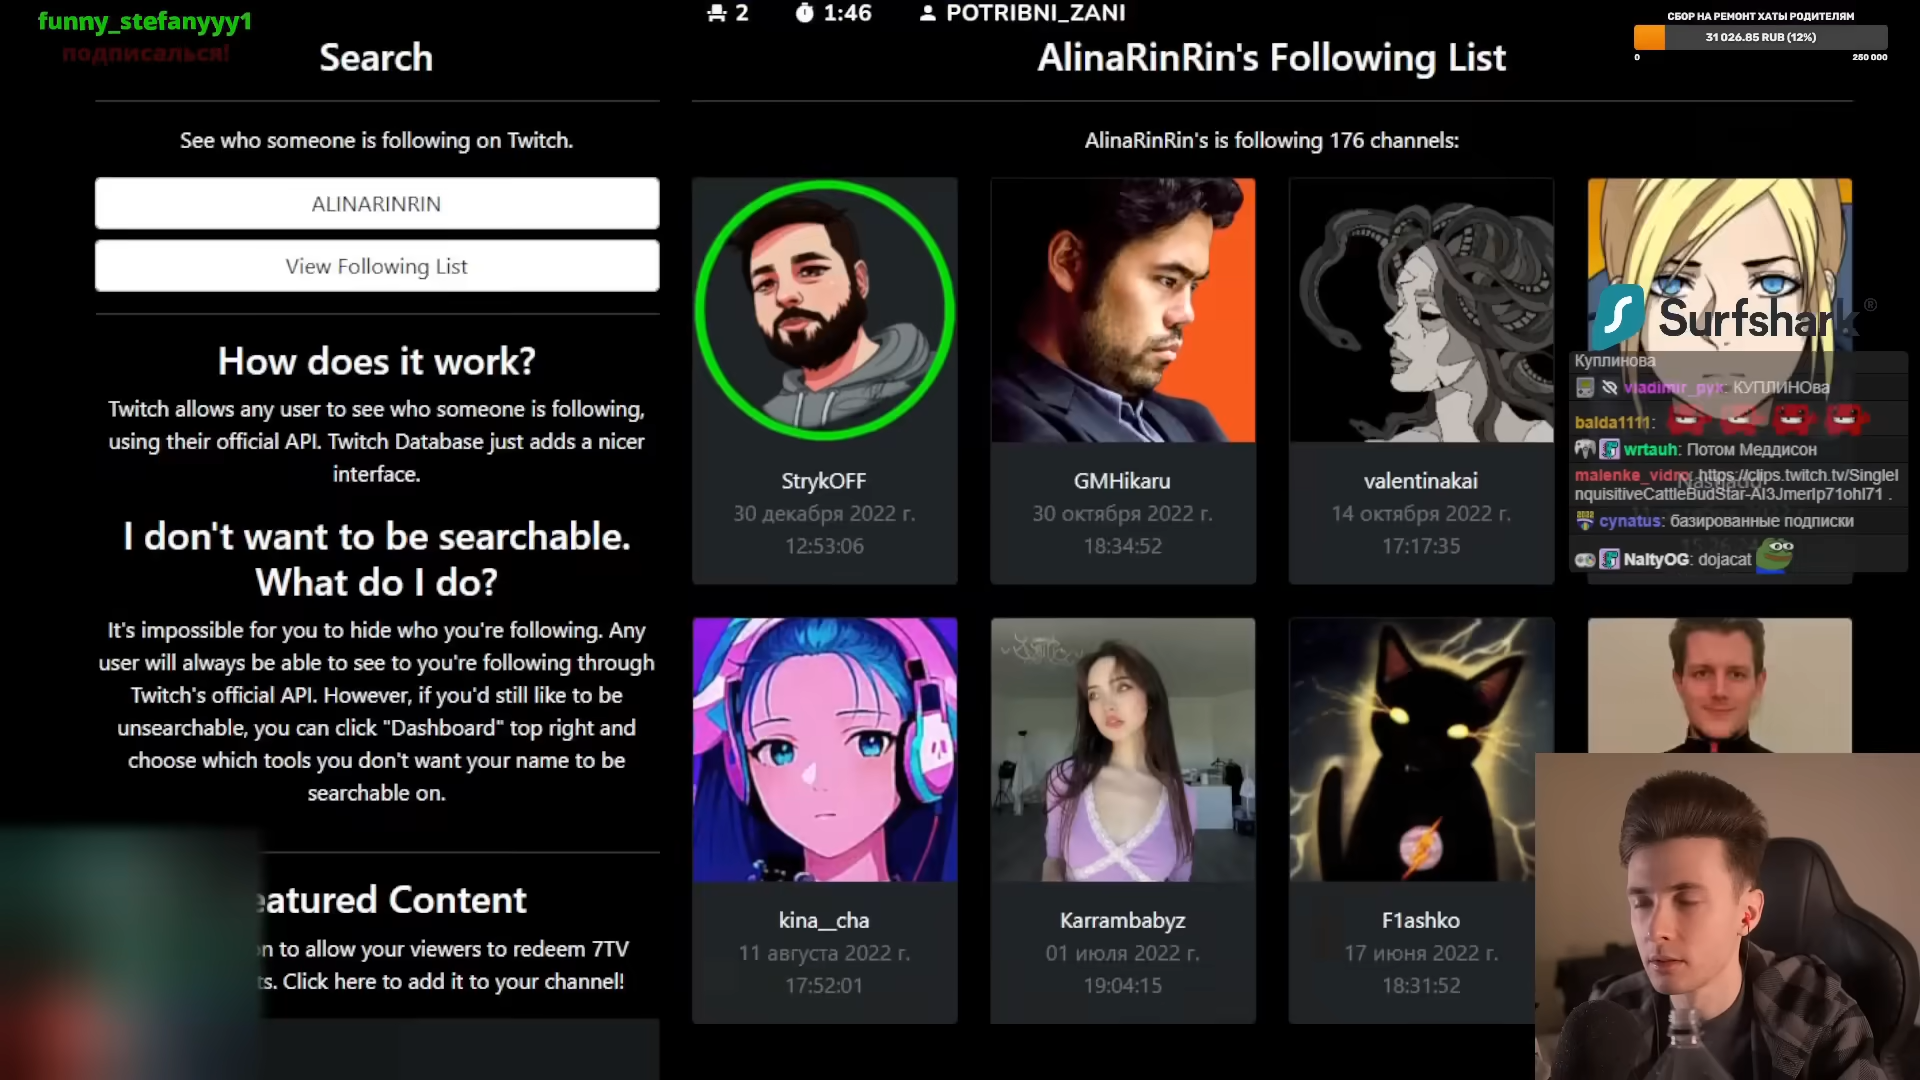 funny_stefanyyy1
подписалься!
2
1:46
POTRIBNI_ZANI
СБОР НА РЕМОНТ ХАТЫ РОДИТЕЛЯМ
31 026.85 RUB (12%)
0
250 000
Search
See who someone is following on Twitch.
ALINARINRIN
View Following List
How does it work?
Twitch allows any user to see who someone is following,
using their official API. Twitch Database just adds a nicer
interface.
I don't want to be searchable.
What do I do?
It's impossible for you to hide who you're following. Any
user will always be able to see to you're following through
Twitch's official API. However, if you'd still like to be
unsearchable, you can click "Dashboard" top right and
choose which tools you don't want your name to be
searchable on.
eatured Content
n to allow your viewers to redeem 7TV
ts. Click here to add it to your channel!
AlinaRinRin's Following List
AlinaRinRin's is following 176 channels:
StrykOFF
30 декабря 2022 г.
12:53:06
GMHikaru
30 октября 2022 г.
18:34:52
valentinakai
14 октября 2022 г.
17:17:35
Surfshark®
Куплинова
vladimir_pyk: КУПЛИНОва
balda1111:
wrtauh: Потом Меддисон
malenke_vidro: https://clips.twitch.tv/SingleI
nquisitiveCattleBudStar-AI3JmerIp71ohI71 .
cynatus: базированные подписки
NaltyOG: dojacat
kina__cha
11 августа 2022 г.
17:52:01
Karrambabyz
01 июля 2022 г.
19:04:15
F1ashko
17 июня 2022 г.
18:31:52